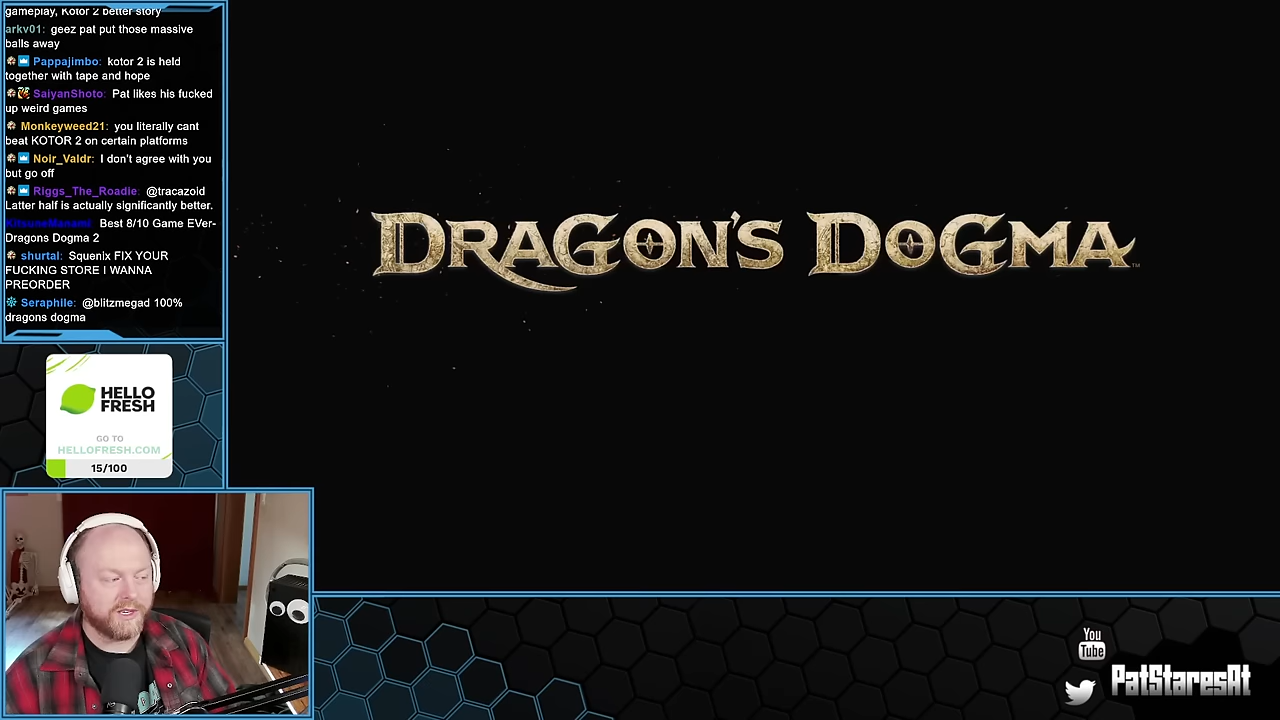 gameplay, Kotor 2 better story
arkv01: geez pat put those massive
balls away
Pappajimbo: kotor 2 is held
together with tape and hope
SaiyanShoto: Pat likes his fucked
up weird games
Monkeyweed21: you literally cant
beat KOTOR 2 on certain platforms
Noir_Valdr: I don't agree with you
but go off
Riggs_The_Roadie: @tracazoid
Latter half is actually significantly better.
KitsuneManami: Best 8/10 Game EVer-
Dragons Dogma 2
shurtal: Squenix FIX YOUR
FUCKING STORE I WANNA
PREORDER
Seraphlle: @blitzmegad 100%
dragons dogma
DRAGON'S DOGMA™
HELLO
FRESH
GO TO
HELLOFRESH.COM
15/100
You
Tube
PatStaresAt